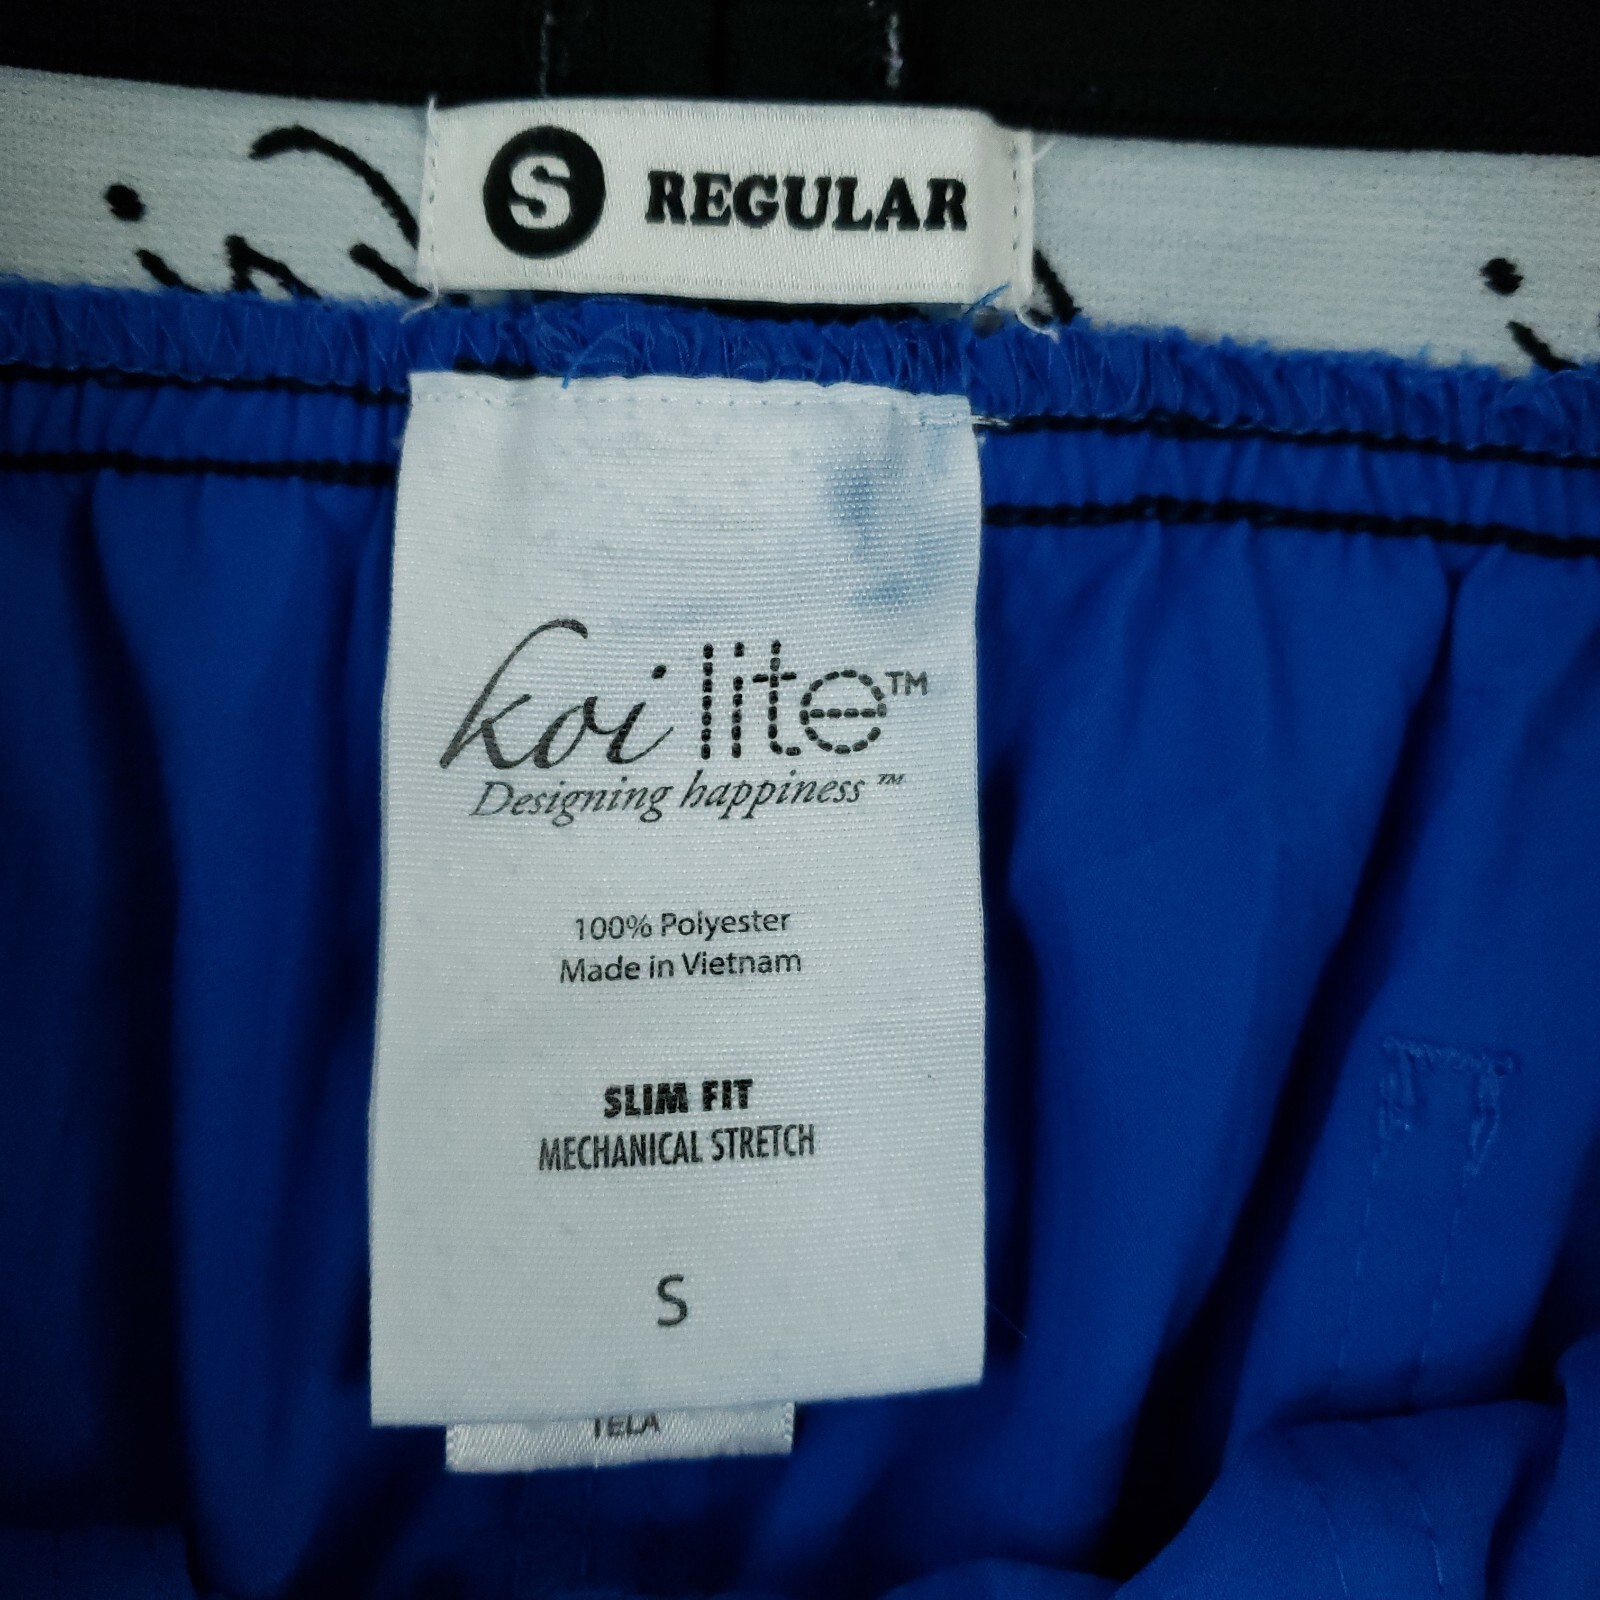 S REGULAR
koi lite™
Designing happiness™
100% Polyester
Made in Vietnam
SLIM FIT
MECHANICAL STRETCH
S
TELA